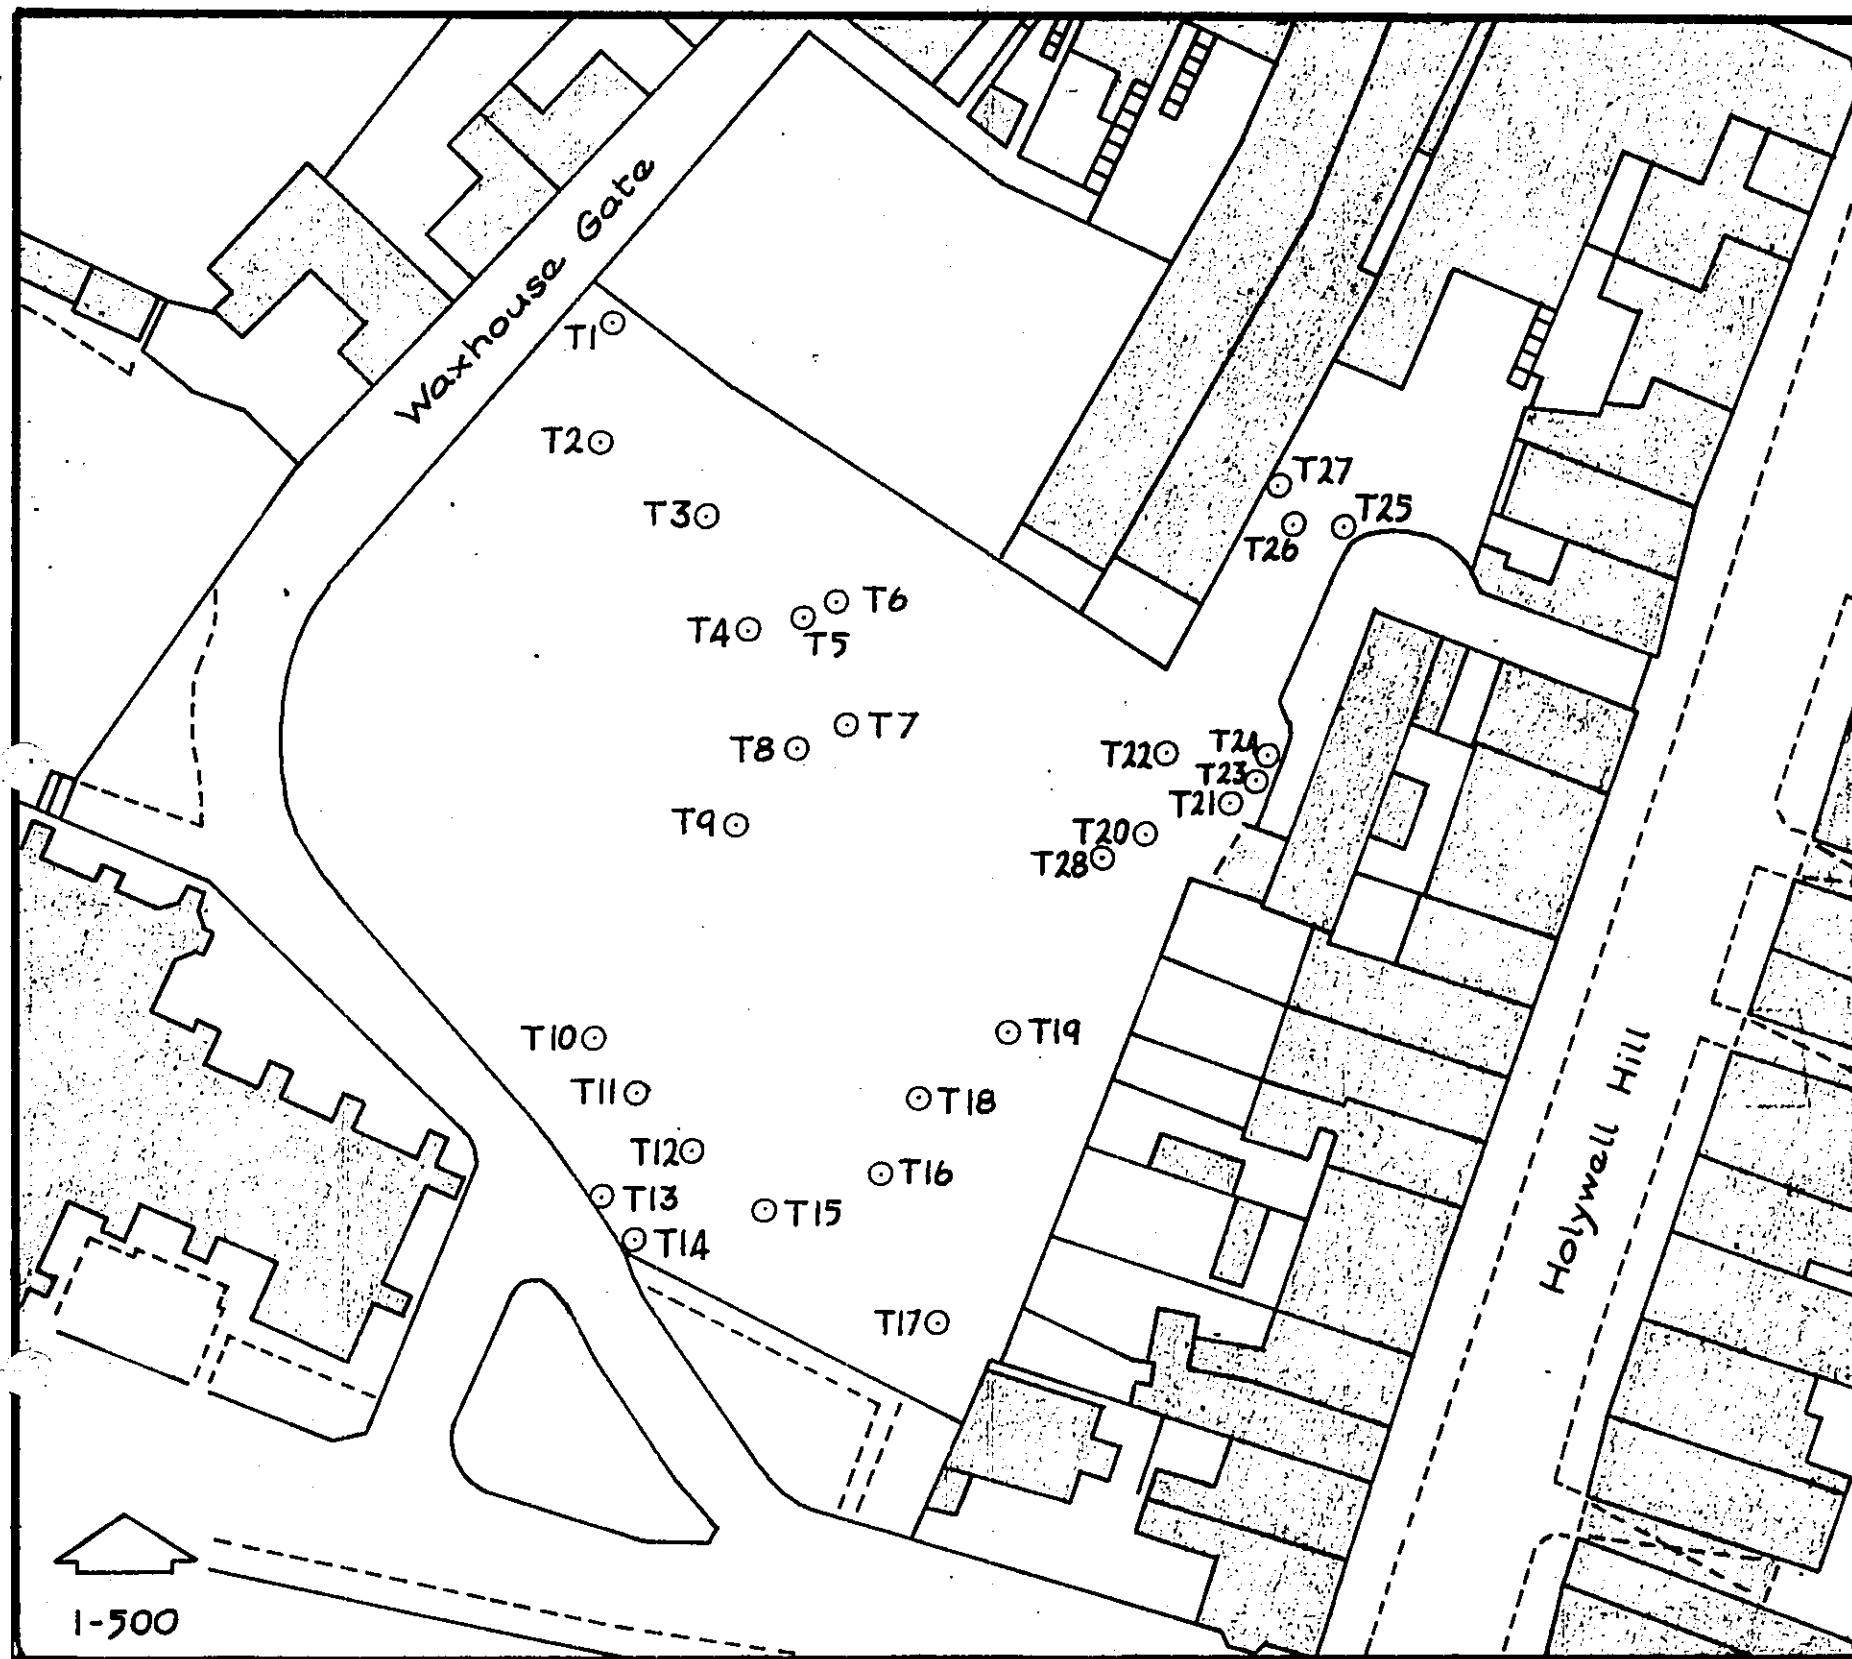 Waxhouse Gate
T1
T2
T3
T27
T25
T26
T6
T4
T5
T7
T8
T22
T24
T23
T21
T9
T20
T28
T10
T19
T11
T18
T12
T16
T13
T15
T14
T17
Holywell Hill
1-500